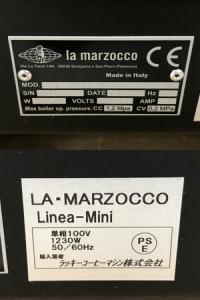 la marzocco CE
Via La Torre 14/H - 50038 Scarperia e San Piero (Florence)
Made in Italy
MOD.
S/N DATE Hz
W VOLTS AMP
Max boiler op. pressure: CC 1,2 Mpa CV 0,2 MPa
LA・MARZOCCO
Linea-Mini
単相100V
1230W
50/60Hz
PS
E
輸入業者
ラッキーコーヒーマシン株式会社